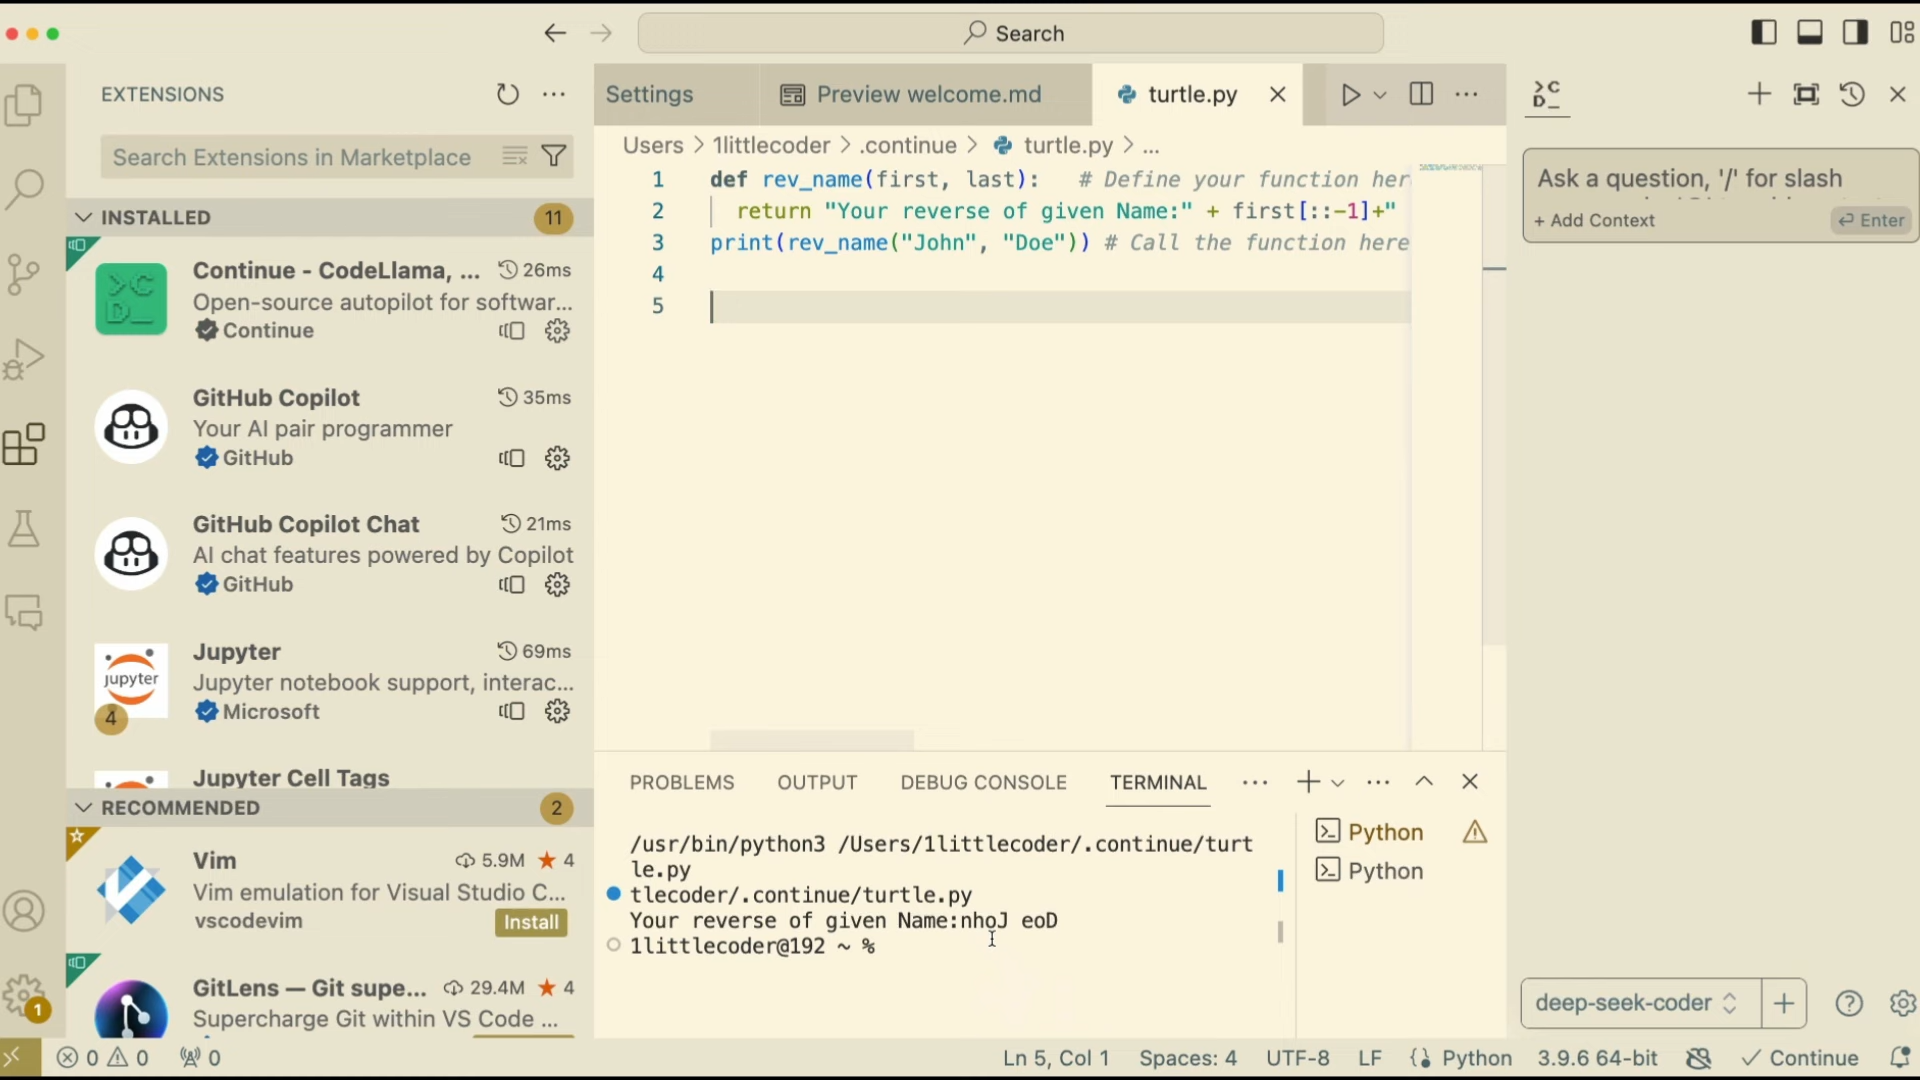 Search
EXTENSIONS
Search Extensions in Marketplace
INSTALLED
11
Continue - CodeLlama, ...
26ms
Open-source autopilot for softwar...
Continue
GitHub Copilot
35ms
Your AI pair programmer
GitHub
GitHub Copilot Chat
21ms
AI chat features powered by Copilot
GitHub
jupyter
4
Jupyter
69ms
Jupyter notebook support, interac...
Microsoft
Jupyter Cell Tags
RECOMMENDED
2
Vim
5.9M ★ 4
Vim emulation for Visual Studio C...
vscodevim
Install
GitLens — Git supe...
29.4M ★ 4
Supercharge Git within VS Code ...
1
Settings
Preview welcome.md
turtle.py
Users > 1littlecoder > .continue > turtle.py > ...
1 def rev_name(first, last):   # Define your function her
2   return "Your reverse of given Name:" + first[::-1]+"
3 print(rev_name("John", "Doe")) # Call the function here
4
5
PROBLEMS
OUTPUT
DEBUG CONSOLE
TERMINAL
/usr/bin/python3 /Users/1littlecoder/.continue/turt
le.py
tlecoder/.continue/turtle.py
Your reverse of given Name:nhoJ eoD
1littlecoder@192 ~ %
Python
Python
>C
D_
Ask a question, '/' for slash
+ Add Context
Enter
deep-seek-coder
0 0
0
Ln 5, Col 1
Spaces: 4
UTF-8
LF
Python
3.9.6 64-bit
Continue